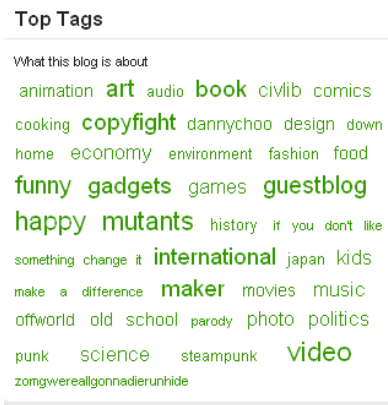 Top Tags
What this blog is about
animation art audio book civlib comics
cooking copyfight dannychoo design down
home economy environment fashion food
funny gadgets games guestblog
happy mutants history if you don't like
something change it international japan kids
make a difference maker movies music
offworld old school parody photo politics
punk science steampunk video
zomgwereallgonnadierunhide